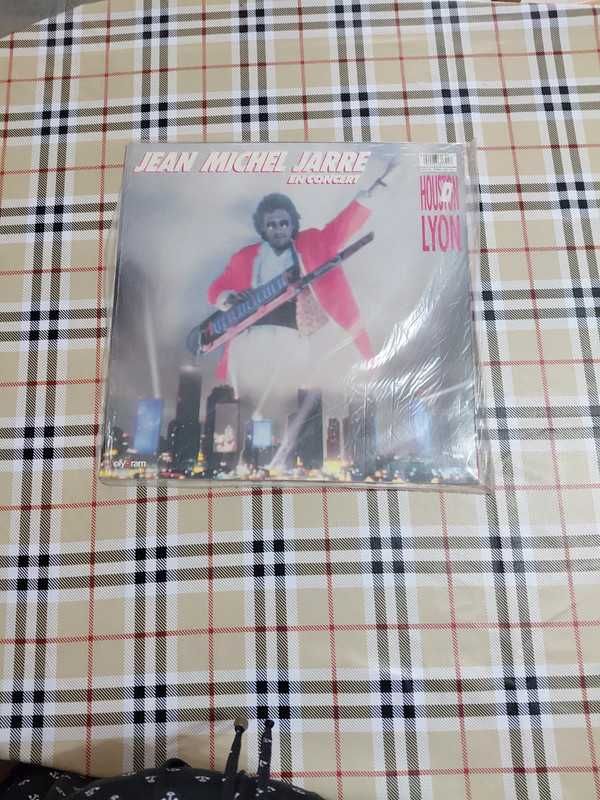 JEAN MICHEL JARRE
EN CONCERT
HOUSTON
LYON